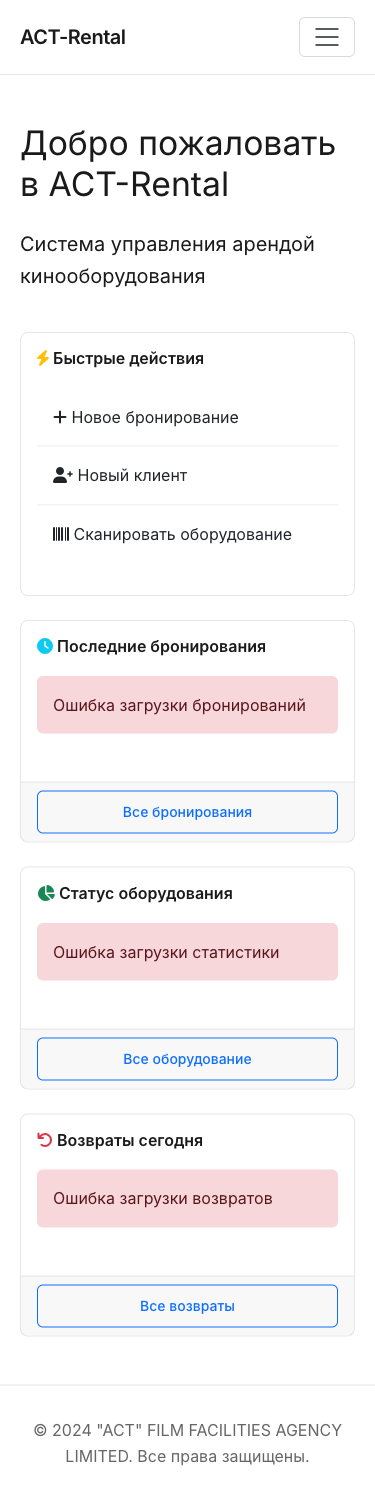 ACT-Rental
Добро пожаловать
в ACT-Rental
Система управления арендой
кинооборудования
Быстрые действия
Новое бронирование
Новый клиент
Сканировать оборудование
Последние бронирования
Ошибка загрузки бронирований
Все бронирования
Статус оборудования
Ошибка загрузки статистики
Все оборудование
Возвраты сегодня
Ошибка загрузки возвратов
Все возвраты
© 2024 "ACT" FILM FACILITIES AGENCY
LIMITED. Все права защищены.